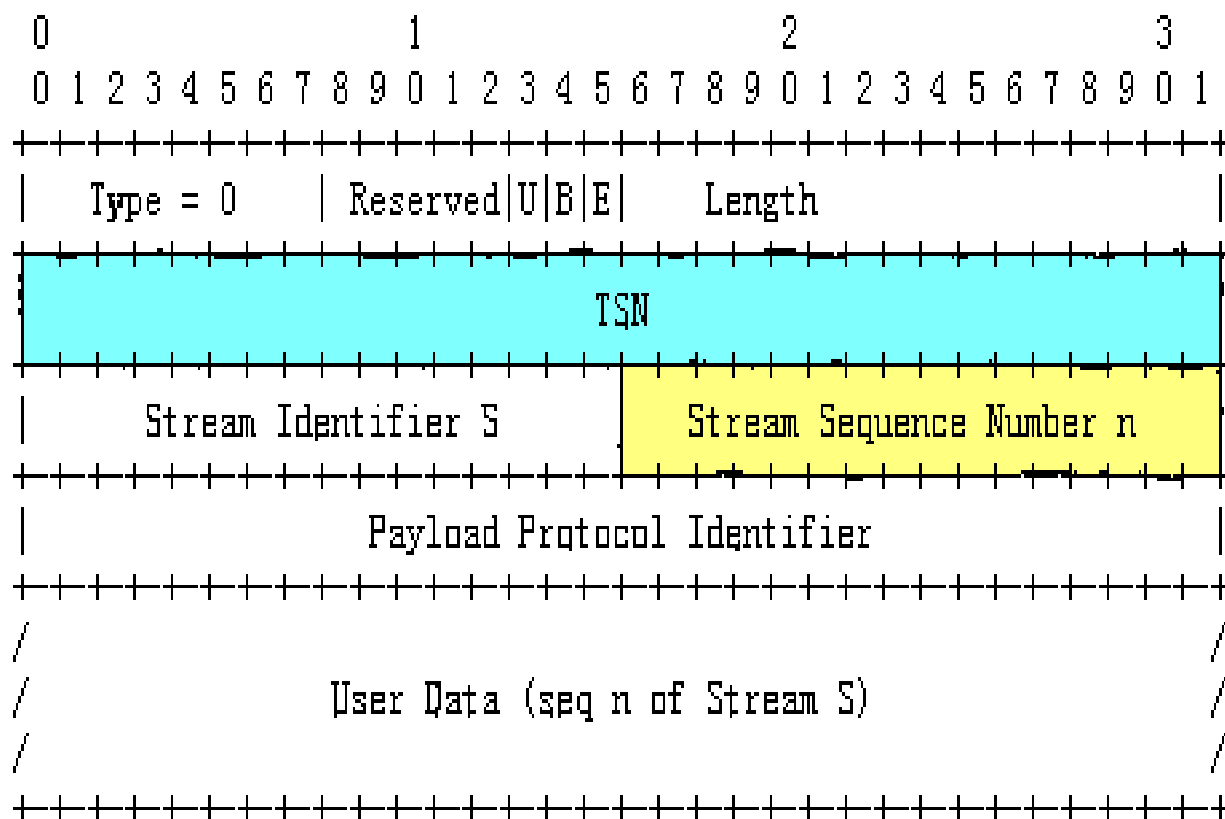 0 1 2 3
0 1 2 3 4 5 6 7 8 9 0 1 2 3 4 5 6 7 8 9 0 1 2 3 4 5 6 7 8 9 0 1
Type = 0 | Reserved|U|B|E| Length
TSN
Stream Identifier S Stream Sequence Number n
Payload Protocol Identifier
User Data (seq n of Stream S)